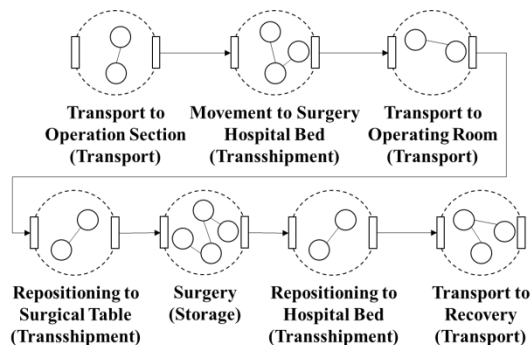 Transport to
Operation Section
(Transport)
Movement to Surgery
Hospital Bed
(Transshipment)
Transport to
Operating Room
(Transport)
Repositioning to
Surgical Table
(Transshipment)
Surgery
(Storage)
Repositioning to
Hospital Bed
(Transshipment)
Transport to
Recovery
(Transport)